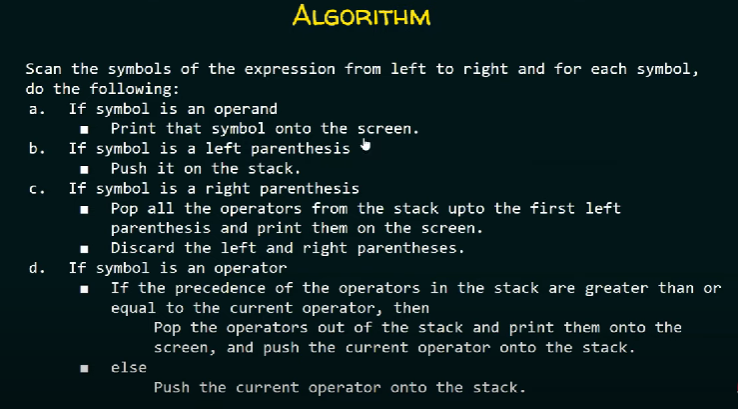 ALGORITHM
Scan the symbols of the expression from left to right and for each symbol,
do the following:
a. If symbol is an operand
▪ Print that symbol onto the screen.
b. If symbol is a left parenthesis
▪ Push it on the stack.
c. If symbol is a right parenthesis
▪ Pop all the operators from the stack upto the first left
parenthesis and print them on the screen.
▪ Discard the left and right parentheses.
d. If symbol is an operator
▪ If the precedence of the operators in the stack are greater than or
equal to the current operator, then
Pop the operators out of the stack and print them onto the
screen, and push the current operator onto the stack.
▪ else
Push the current operator onto the stack.